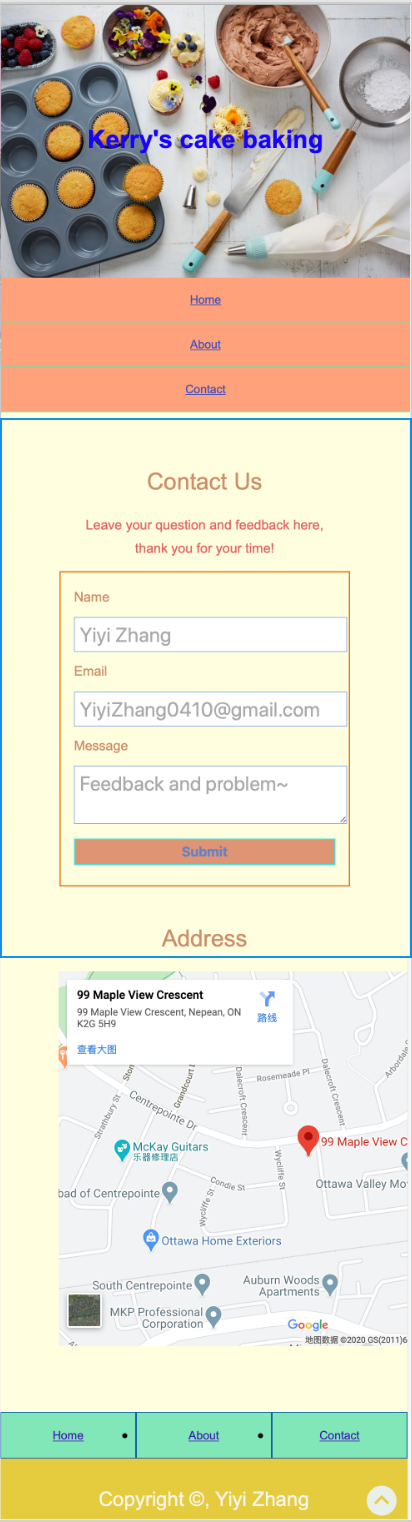 Kerry's cake baking
Home
About
Contact
Contact Us
Leave your question and feedback here,
thank you for your time!
Name
Yiyi Zhang
Email
YiyiZhang0410@gmail.com
Message
Feedback and problem~
Submit
Address
99 Maple View Crescent
99 Maple View Crescent, Nepean, ON
K2G 5H9
路线
查看大图
Strathbury St
Grandcourt
Dalecroft Crescent
Rosemeade Pl
Dalecroft Crescent
Arbordale
Centrepointe Dr
McKay Guitars
乐器修理店
99 Maple View C
Wycliffe St
Condie St
Wycliffe St
bad of Centrepointe
Ottawa Valley Mo
Ottawa Home Exteriors
South Centrepointe
Auburn Woods
Apartments
MKP Professional
Corporation
Google
地图数据 ©2020 GS(2011)6
Home
About
Contact
Copyright ©, Yiyi Zhang